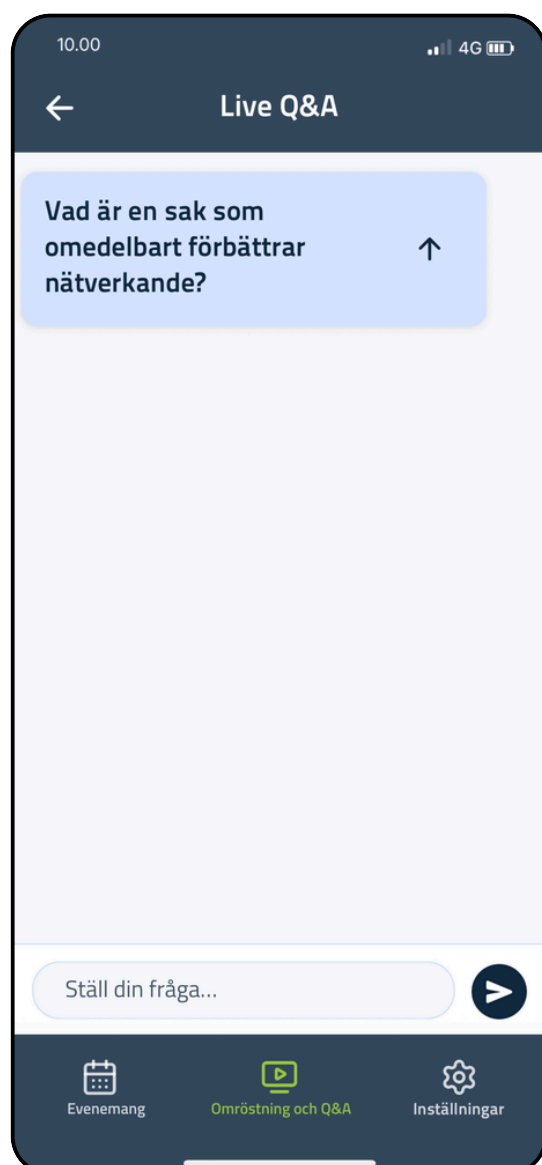 10.00
4G
Live Q&A
Vad är en sak som
omedelbart förbättrar
nätverkande?
Ställ din fråga...
Evenemang
Omröstning och Q&A
Inställningar